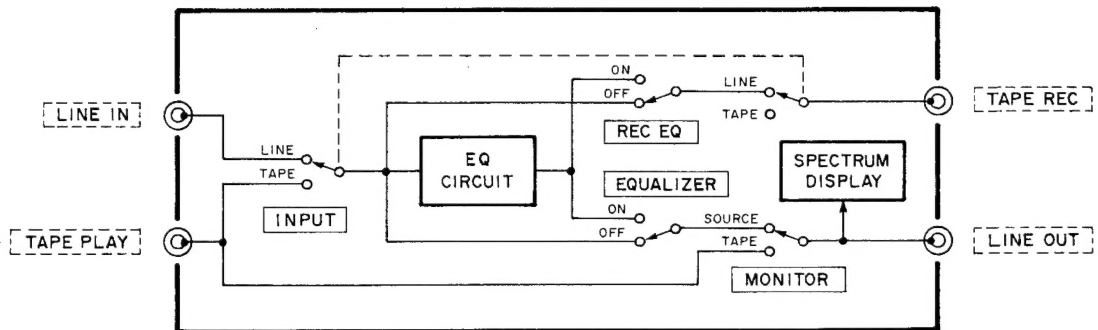 LINE IN
TAPE PLAY
LINE
TAPE
INPUT
EQ
CIRCUIT
ON
OFF
REC EQ
LINE
TAPE
EQUALIZER
ON
OFF
SOURCE
TAPE
MONITOR
SPECTRUM
DISPLAY
TAPE REC
LINE OUT